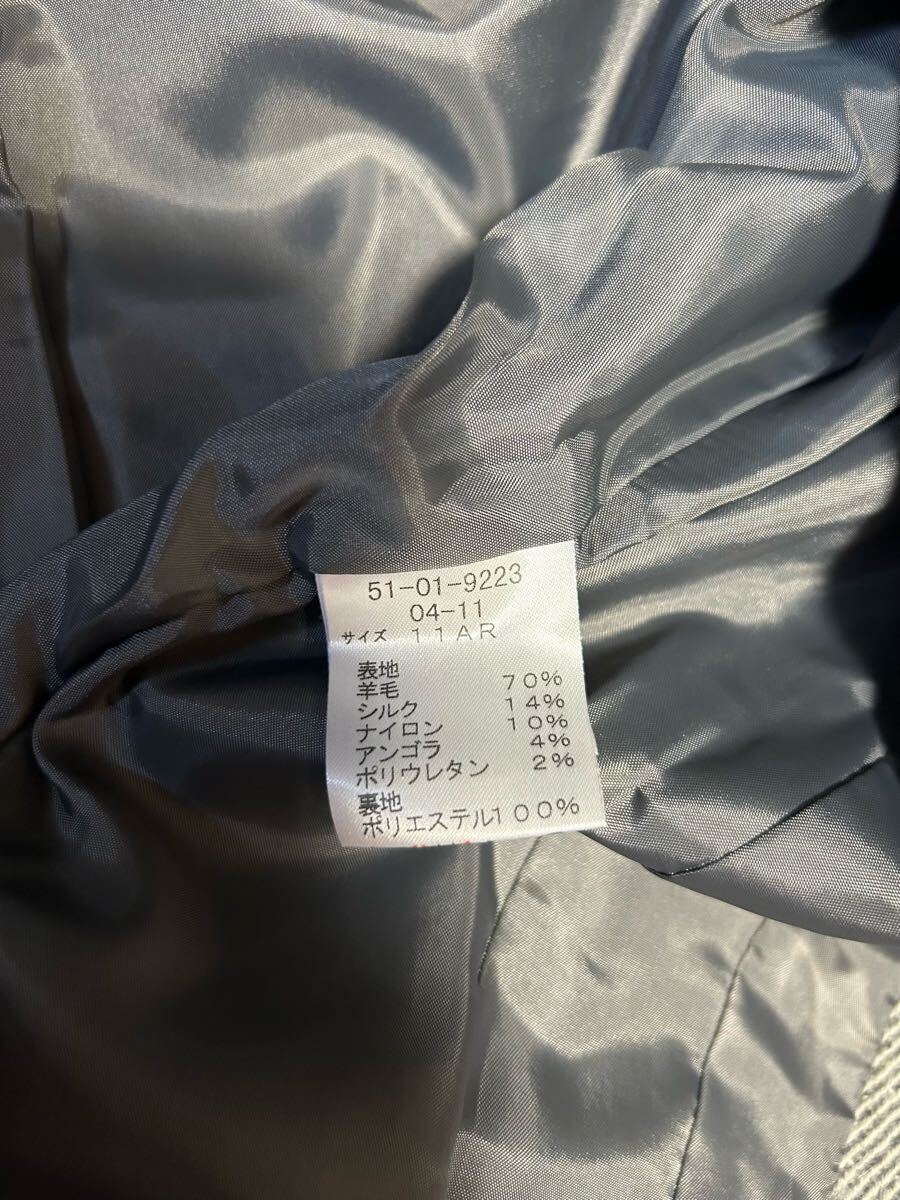 51-01-9223
04-11
サイズ 11AR
表地
羊毛 70%
シルク 14%
ナイロン 10%
アンゴラ 4%
ポリウレタン 2%
裏地
ポリエステル100%